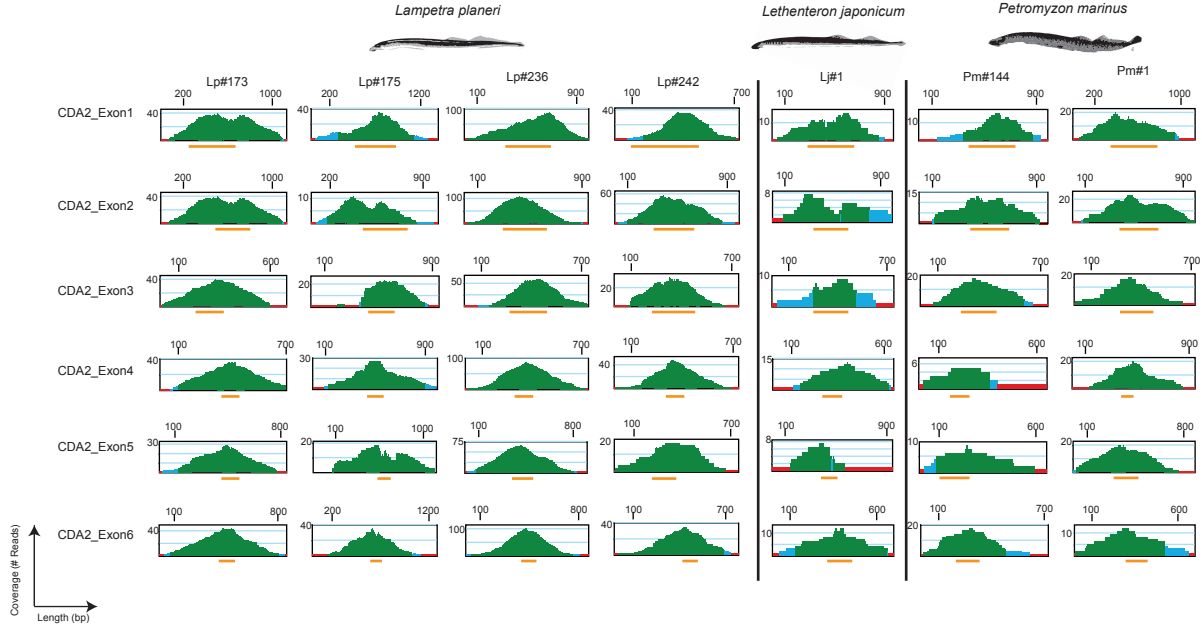 Lampetra planeri Lethenteron japonicum Petromyzon marinus
Lp#173 Lp#175 Lp#236 Lp#242 Lj#1 Pm#144 Pm#1
200 1000 200 1200 100 900 100 700 100 900 100 900 200 1000
CDA2_Exon1 40 40 100 40 10 10 20
200 1000 100 900 100 900 100 900 100 900 100 900 100 900
CDA2_Exon2 40 10 100 60 8 15 20
100 600 100 900 100 700 100 700 100 700 100 700 100 700
CDA2_Exon3 40 20 50 20 10 20 20
100 700 100 900 100 700 100 700 100 600 100 600 100 900
CDA2_Exon4 40 30 100 40 15 6 20
100 800 100 1000 100 800 100 700 100 900 100 600 100 800
CDA2_Exon5 30 20 75 20 8 10 20
100 800 200 1200 100 800 100 700 100 600 100 700 100 600
CDA2_Exon6 40 40 100 40 10 20 10
Coverage (# Reads)
Length (bp)